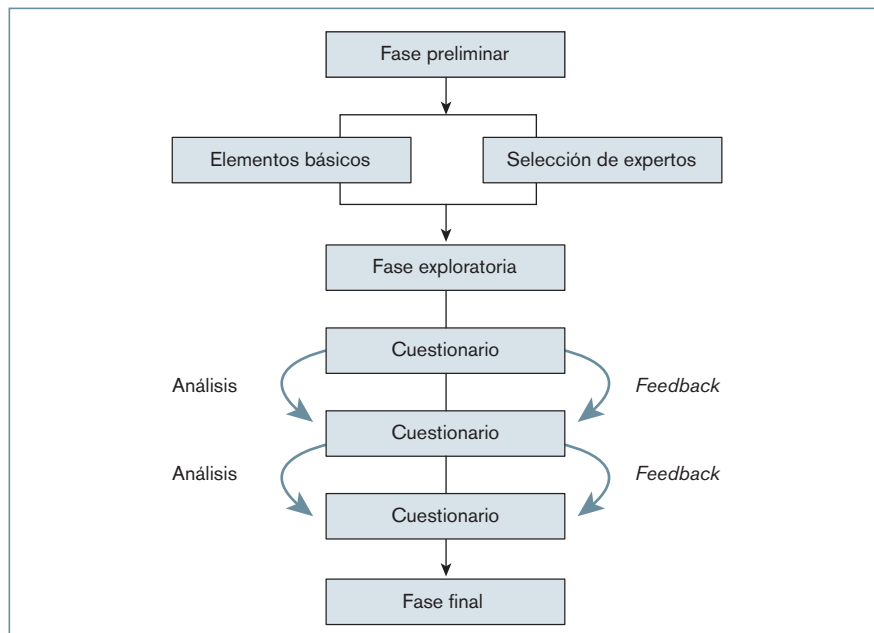 Fase preliminar
Elementos básicos
Selección de expertos
Fase exploratoria
Cuestionario
Análisis
Feedback
Cuestionario
Análisis
Feedback
Cuestionario
Fase final